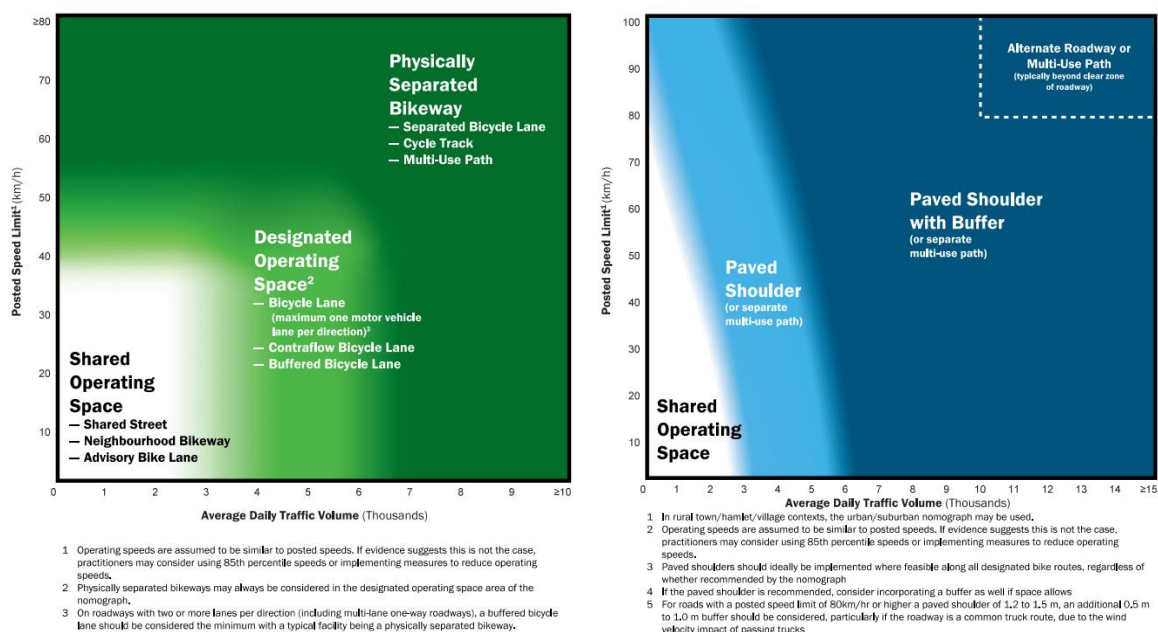 ≥80
70
60
50
40
30
20
10
Posted Speed Limit¹ (km/h)
Physically
Separated
Bikeway
— Separated Bicycle Lane
— Cycle Track
— Multi-Use Path
Designated
Operating
Space²
— Bicycle Lane
(maximum one motor vehicle
lane per direction)³
— Contraflow Bicycle Lane
— Buffered Bicycle Lane
Shared
Operating
Space
— Shared Street
— Neighbourhood Bikeway
— Advisory Bike Lane
0 1 2 3 4 5 6 7 8 9 ≥10
Average Daily Traffic Volume (Thousands)
1 Operating speeds are assumed to be similar to posted speeds. If evidence suggests this is not the case,
practitioners may consider using 85th percentile speeds or implementing measures to reduce operating
speeds.
2 Physically separated bikeways may always be considered in the designated operating space area of the
nomograph.
3 On roadways with two or more lanes per direction (including multi-lane one-way roadways), a buffered bicycle
lane should be considered the minimum with a typical facility being a physically separated bikeway.
100
90
80
70
60
50
40
30
20
10
Posted Speed Limit¹ (km/h)
Alternate Roadway or
Multi-Use Path
(typically beyond clear zone
of roadway)
Paved Shoulder
with Buffer
(or separate
multi-use path)
Paved
Shoulder
(or separate
multi-use path)
Shared
Operating
Space
0 1 2 3 4 5 6 7 8 9 10 11 12 13 14 ≥15
Average Daily Traffic Volume (Thousands)
1 In rural town/hamlet/village contexts, the urban/suburban nomograph may be used.
2 Operating speeds are assumed to be similar to posted speeds. If evidence suggests this is not the case,
practitioners may consider using 85th percentile speeds or implementing measures to reduce operating
speeds.
3 Paved shoulders should ideally be implemented where feasible along all designated bike routes, regardless of
whether recommended by the nomograph
4 If the paved shoulder is recommended, consider incorporating a buffer as well if space allows
5 For roads with a posted speed limit of 80km/hr or higher a paved shoulder of 1.2 to 1.5 m, an additional 0.5 m
to 1.0 m buffer should be considered, particularly if the roadway is a common truck route, due to the wind
velocity impact of passing trucks